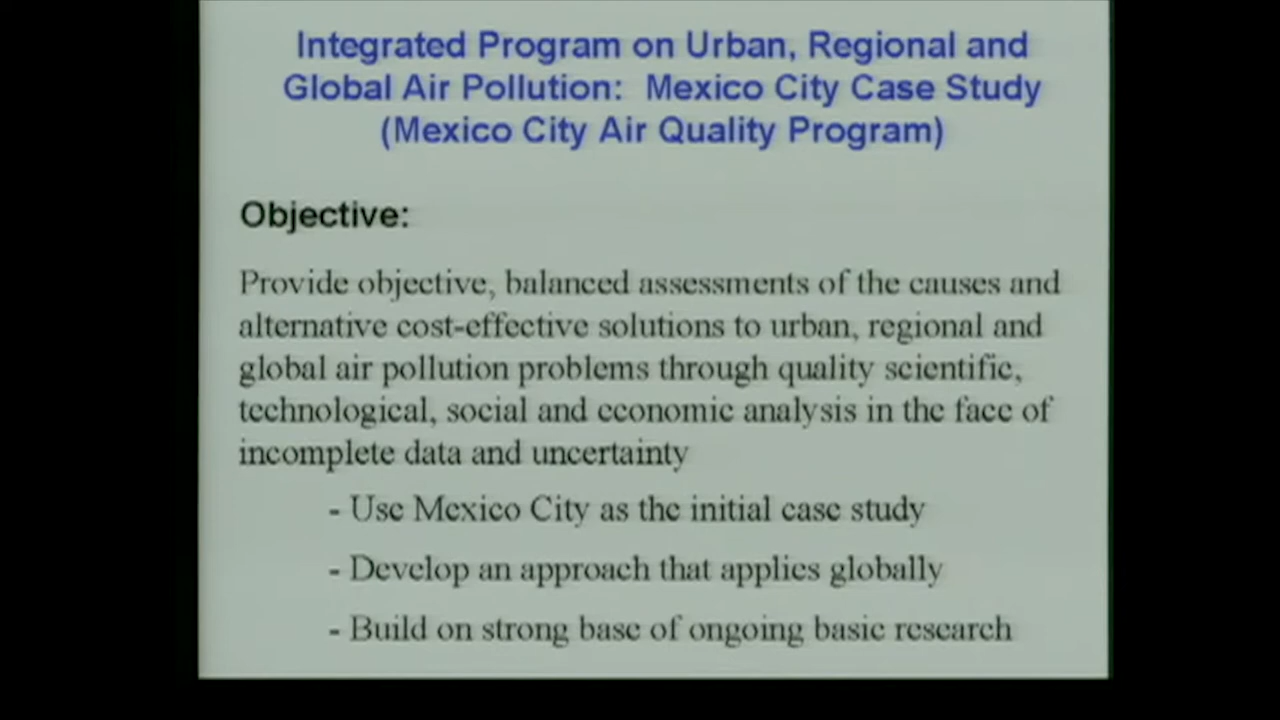 Integrated Program on Urban, Regional and
Global Air Pollution: Mexico City Case Study
(Mexico City Air Quality Program)
Objective:
Provide objective, balanced assessments of the causes and
alternative cost-effective solutions to urban, regional and
global air pollution problems through quality scientific,
technological, social and economic analysis in the face of
incomplete data and uncertainty
- Use Mexico City as the initial case study
- Develop an approach that applies globally
- Build on strong base of ongoing basic research